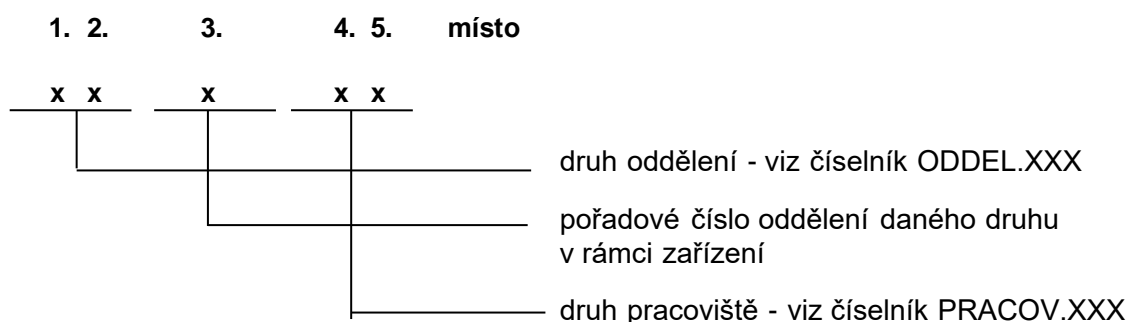 1. 2. 3. 4. 5. místo
x x x x x
druh oddělení - viz číselník ODDEL.XXX
pořadové číslo oddělení daného druhu
v rámci zařízení
druh pracoviště - viz číselník PRACOV.XXX